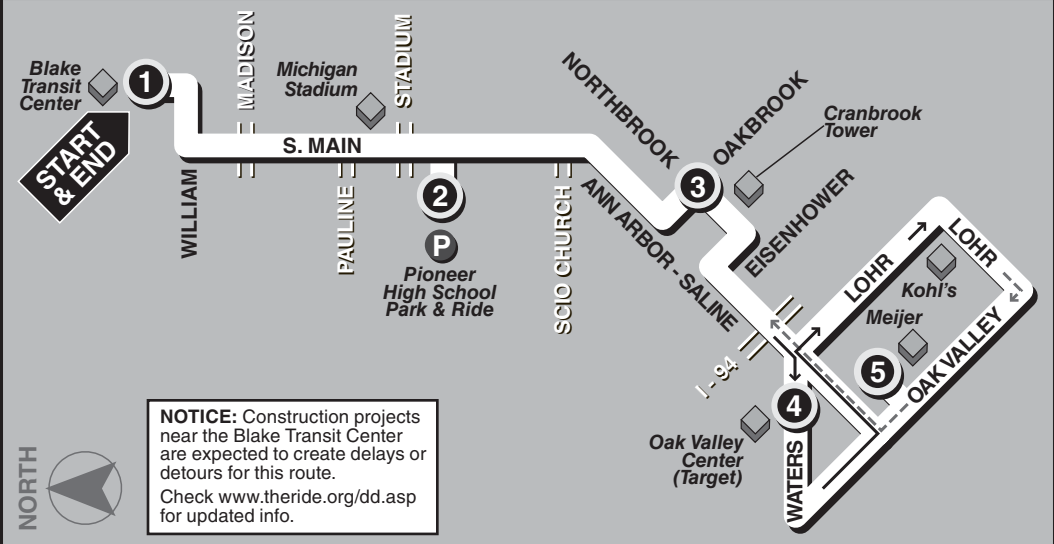 Blake
Transit
Center
1
START
& END
WILLIAM
MADISON
Michigan
Stadium
STADIUM
S. MAIN
PAULINE
2
P
Pioneer
High School
Park & Ride
SCIO CHURCH
NORTHBROOK
OAKBROOK
3
Cranbrook
Tower
ANN ARBOR - SALINE
EISENHOWER
I - 94
LOHR
LOHR
Kohl's
Meijer
5
OAK VALLEY
4
Oak Valley
Center
(Target)
WATERS
NORTH
NOTICE: Construction projects
near the Blake Transit Center
are expected to create delays or
detours for this route.
Check www.theride.org/dd.asp
for updated info.